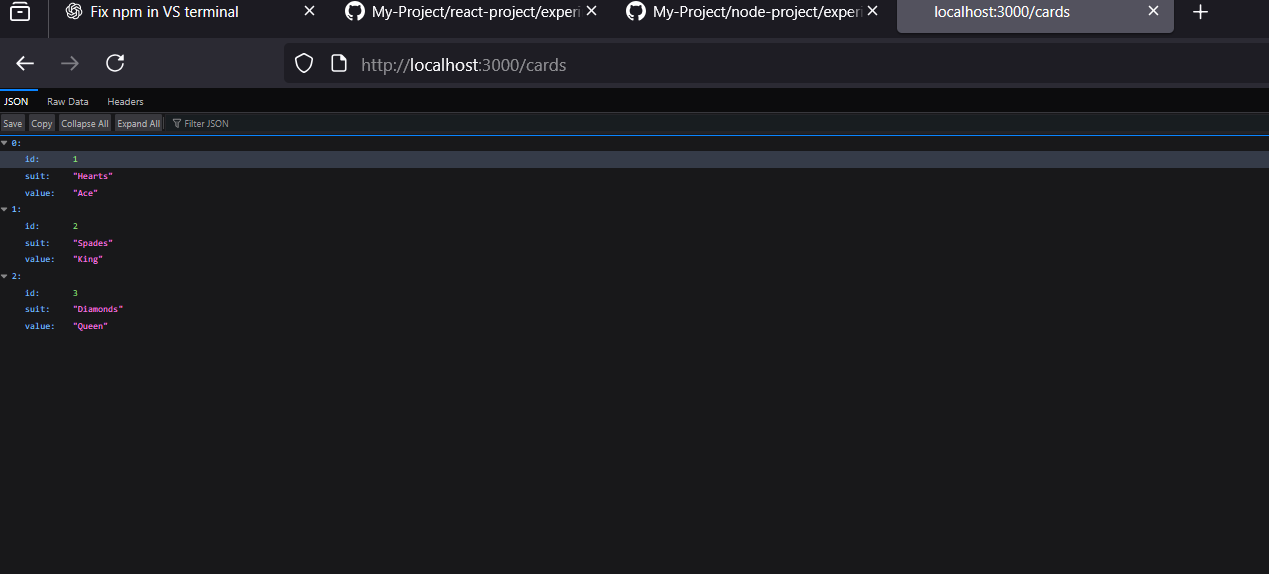 Fix npm in VS terminal
My-Project/react-project/experi
My-Project/node-project/experi
localhost:3000/cards
http://localhost:3000/cards
JSON Raw Data Headers
Save Copy Collapse All Expand All Filter JSON
0:
id: 1
suit: "Hearts"
value: "Ace"
1:
id: 2
suit: "Spades"
value: "King"
2:
id: 3
suit: "Diamonds"
value: "Queen"